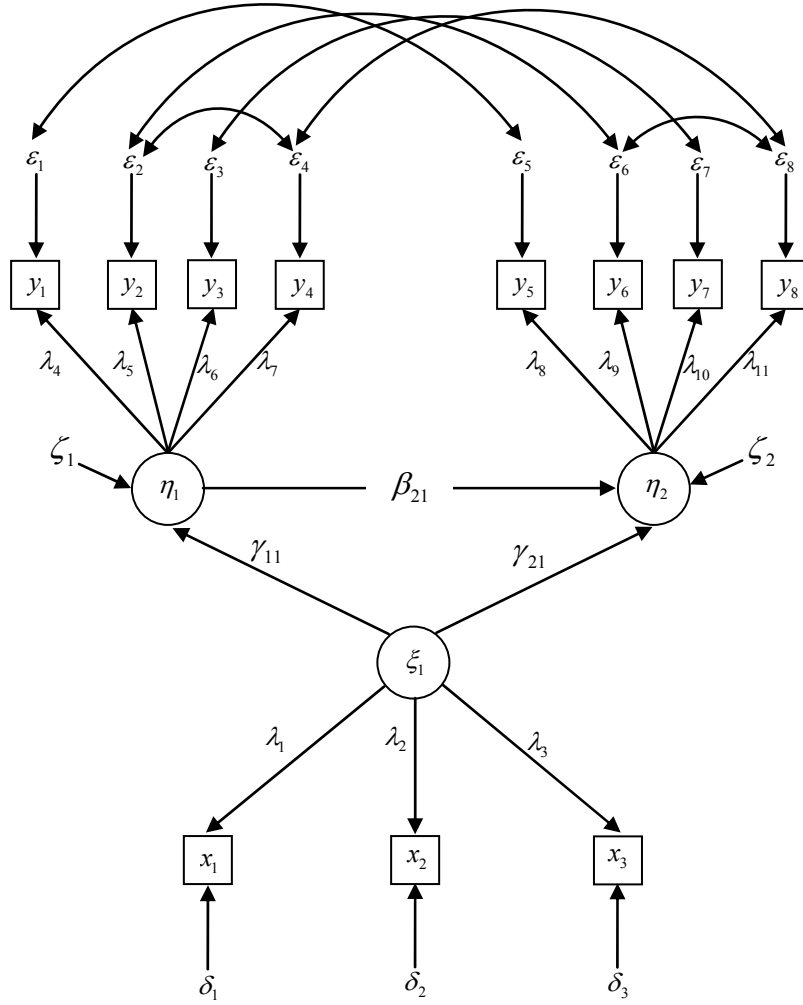 ε₁ ε₂ ε₃ ε₄ ε₅ ε₆ ε₇ ε₈
y₁ y₂ y₃ y₄ y₅ y₆ y₇ y₈
λ₄ λ₅ λ₆ λ₇ λ₈ λ₉ λ₁₀ λ₁₁
ζ₁ η₁ β₂₁ η₂ ζ₂
γ₁₁ γ₂₁
ξ₁
λ₁ λ₂ λ₃
x₁ x₂ x₃
δ₁ δ₂ δ₃